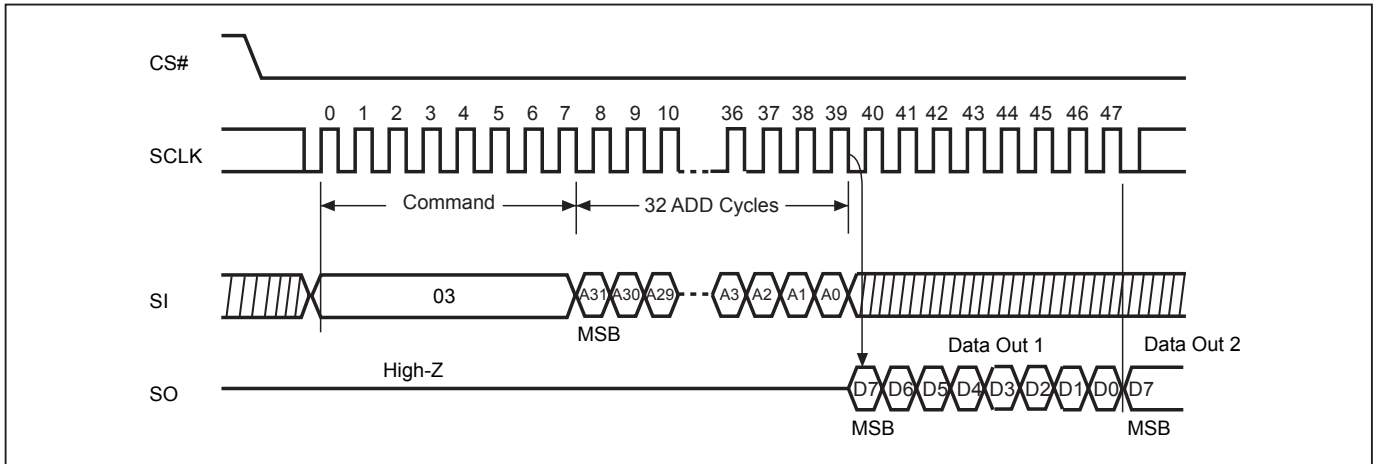 CS#
0 1 2 3 4 5 6 7 8 9 10 36 37 38 39 40 41 42 43 44 45 46 47
SCLK
Command
32 ADD Cycles
SI
03
A31 A30 A29 A3 A2 A1 A0
MSB
Data Out 1
Data Out 2
High-Z
SO
D7 D6 D5 D4 D3 D2 D1 D0 D7
MSB
MSB